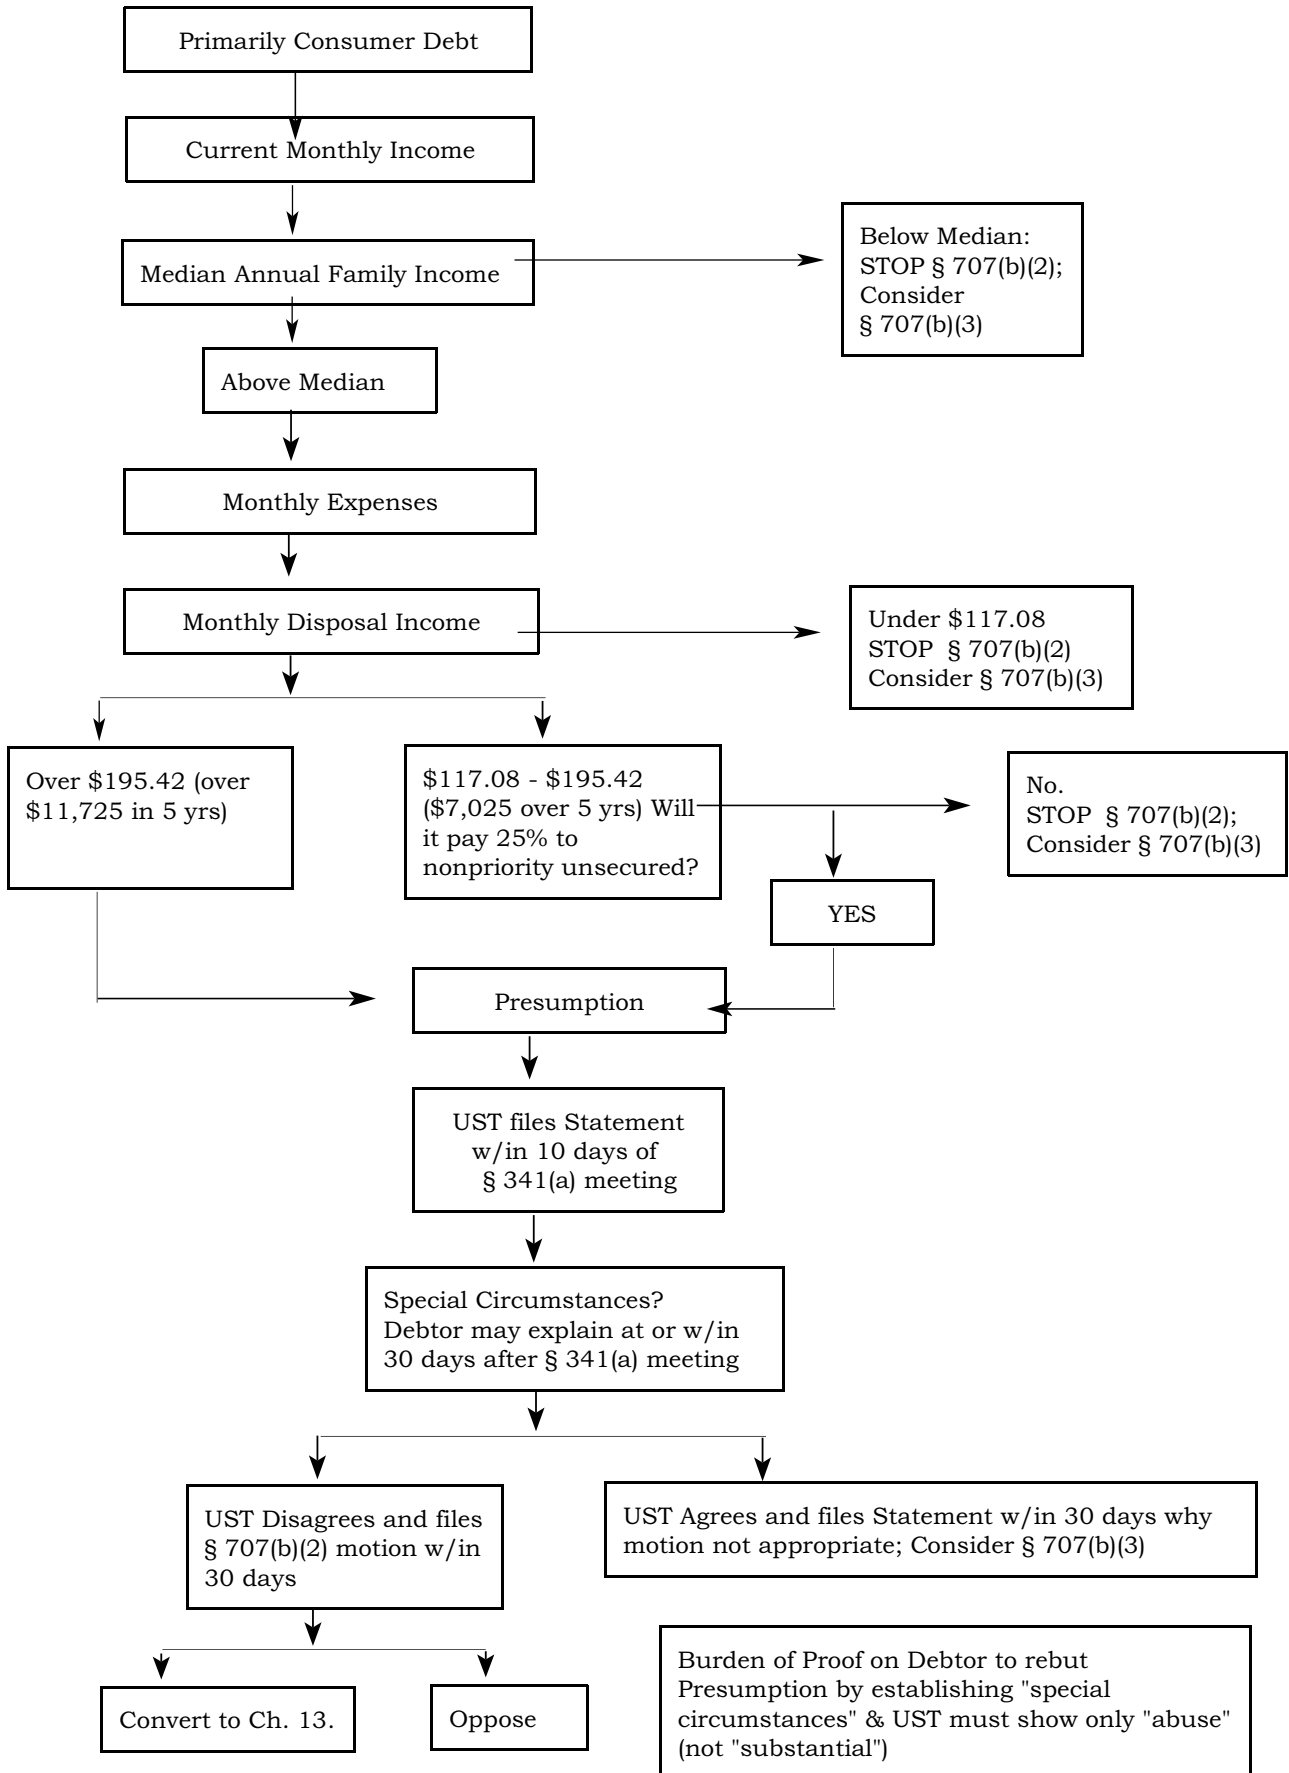 Primarily Consumer Debt
Current Monthly Income
Median Annual Family Income
Below Median:
STOP § 707(b)(2);
Consider
§ 707(b)(3)
Above Median
Monthly Expenses
Monthly Disposal Income
Under $117.08
STOP § 707(b)(2)
Consider § 707(b)(3)
Over $195.42 (over
$11,725 in 5 yrs)
$117.08 - $195.42
($7,025 over 5 yrs) Will
it pay 25% to
nonpriority unsecured?
No.
STOP § 707(b)(2);
Consider § 707(b)(3)
YES
Presumption
UST files Statement
w/in 10 days of
§ 341(a) meeting
Special Circumstances?
Debtor may explain at or w/in
30 days after § 341(a) meeting
UST Disagrees and files
§ 707(b)(2) motion w/in
30 days
UST Agrees and files Statement w/in 30 days why
motion not appropriate; Consider § 707(b)(3)
Convert to Ch. 13.
Oppose
Burden of Proof on Debtor to rebut
Presumption by establishing "special
circumstances" & UST must show only "abuse"
(not "substantial")